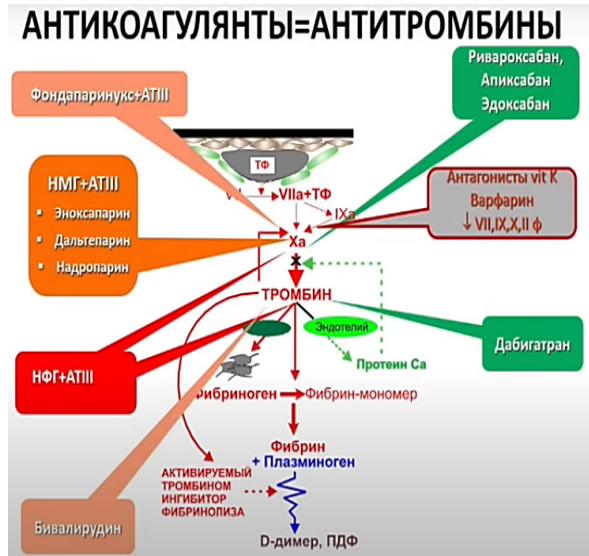 АНТИКОАГУЛЯНТЫ=АНТИТРОМБИНЫ
Ривароксабан,
Апиксабан
Эдоксабан
Фондапаринукс+АТIII
ТФ
VIIа+ТФ
IXa
НМГ+АТIII
▪ Эноксапарин
▪ Дальтепарин
▪ Надропарин
Антагонисты vit K
Варфарин
↓ VII,IX,X,II ф
Xa
X
ТРОМБИН
Эндотелий
Дабигатран
Протеин Ca
НФГ+АТIII
Фибриноген
Фибрин-мономер
Фибрин
+ Плазминоген
АКТИВИРУЕМЫЙ
ТРОМБИНОМ
ИНГИБИТОР
ФИБРИНОЛИЗА
Бивалирудин
D-димер, ПДФ